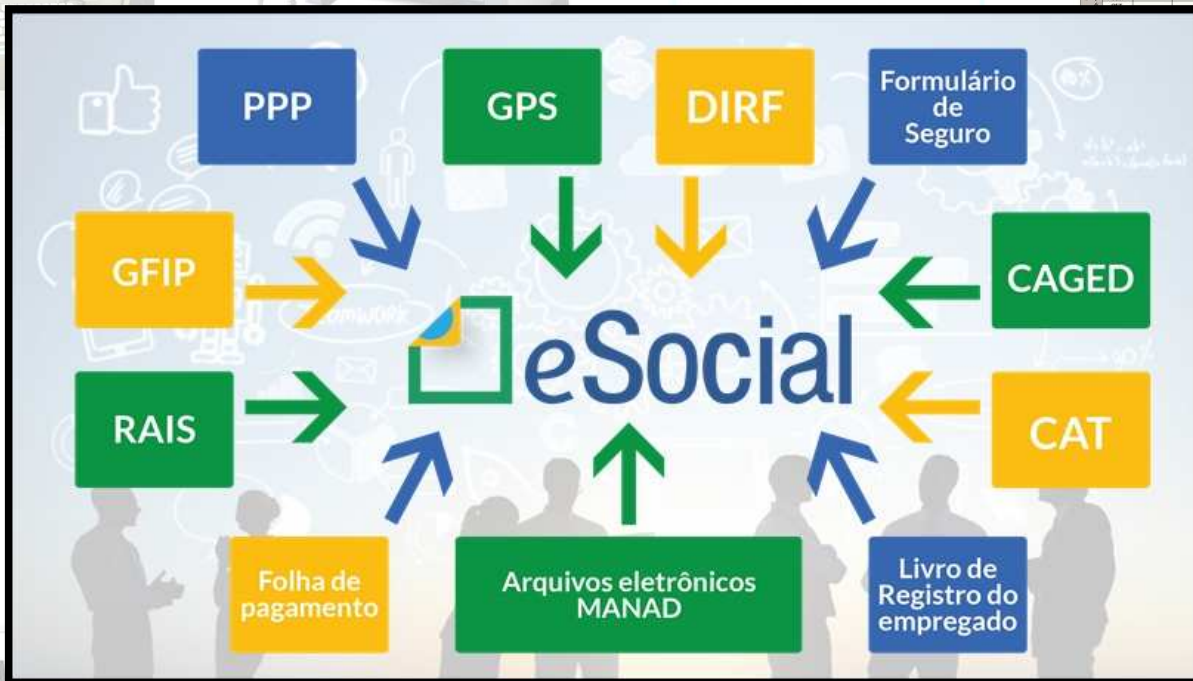 PPP
GPS
DIRF
Formulário
de
Seguro
GFIP
CAGED
eSocial
RAIS
CAT
Folha de
pagamento
Arquivos eletrônicos
MANAD
Livro de
Registro do
empregado